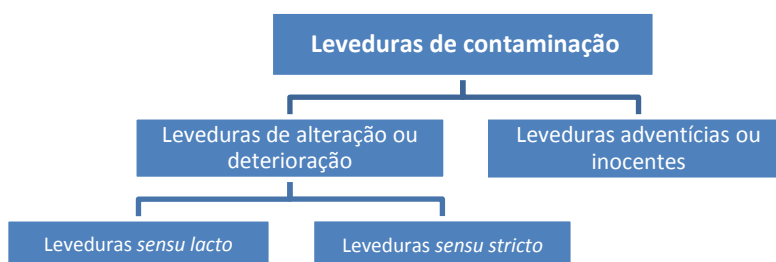 Leveduras de contaminação
Leveduras de alteração ou
deterioração
Leveduras adventícias ou
inocentes
Leveduras sensu lacto
Leveduras sensu stricto